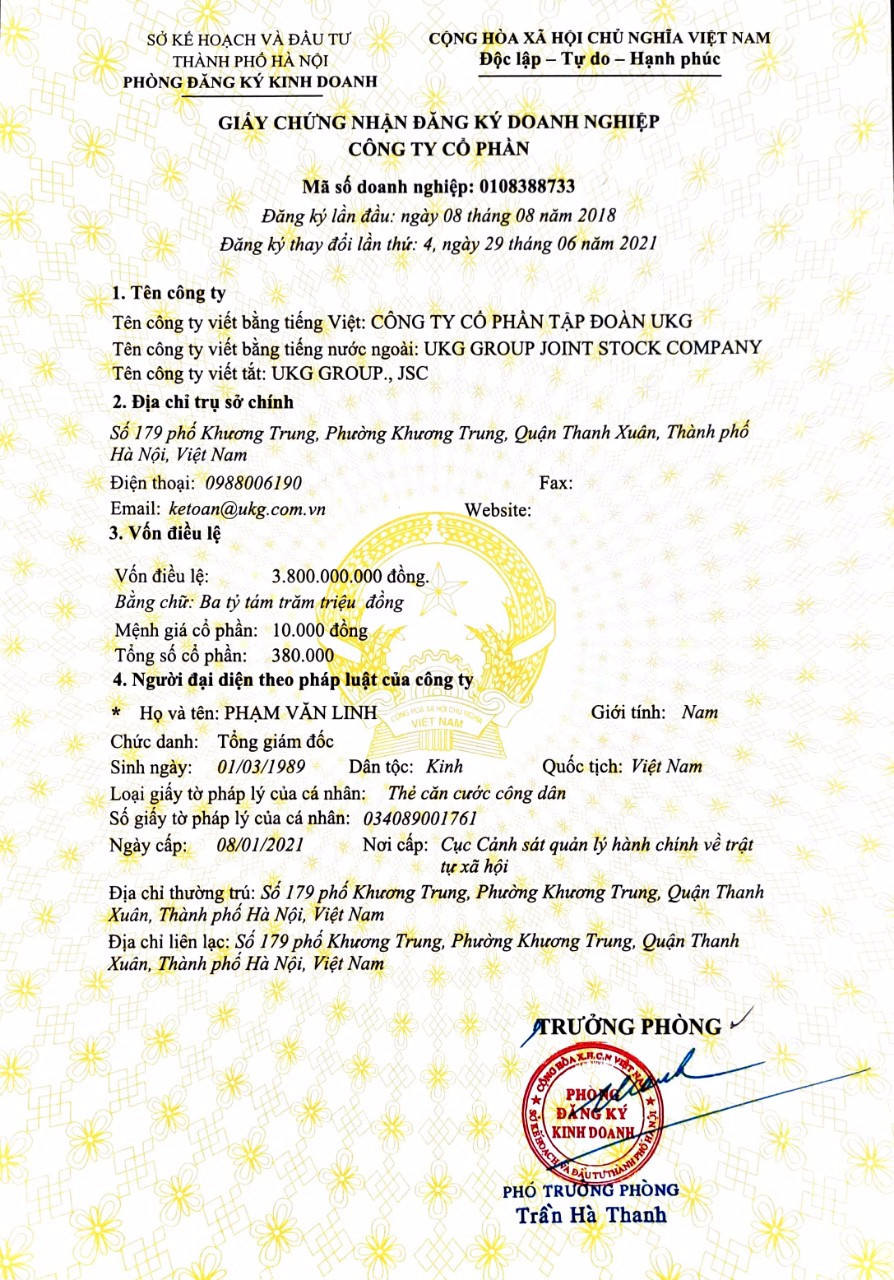 SỞ KẾ HOẠCH VÀ ĐẦU TƯ
THÀNH PHỐ HÀ NỘI
PHÒNG ĐĂNG KÝ KINH DOANH
CỘNG HÒA XÃ HỘI CHỦ NGHĨA VIỆT NAM
Độc lập – Tự do – Hạnh phúc
GIẤY CHỨNG NHẬN ĐĂNG KÝ DOANH NGHIỆP
CÔNG TY CỔ PHẦN
Mã số doanh nghiệp: 0108388733
Đăng ký lần đầu: ngày 08 tháng 08 năm 2018
Đăng ký thay đổi lần thứ: 4, ngày 29 tháng 06 năm 2021
1. Tên công ty
Tên công ty viết bằng tiếng Việt: CÔNG TY CỔ PHẦN TẬP ĐOÀN UKG
Tên công ty viết bằng tiếng nước ngoài: UKG GROUP JOINT STOCK COMPANY
Tên công ty viết tắt: UKG GROUP., JSC
2. Địa chỉ trụ sở chính
Số 179 phố Khương Trung, Phường Khương Trung, Quận Thanh Xuân, Thành phố
Hà Nội, Việt Nam
Điện thoại: 0988006190 Fax:
Email: ketoan@ukg.com.vn Website:
3. Vốn điều lệ
Vốn điều lệ: 3.800.000.000 đồng.
Bằng chữ: Ba tỷ tám trăm triệu đồng
Mệnh giá cổ phần: 10.000 đồng
Tổng số cổ phần: 380.000
4. Người đại diện theo pháp luật của công ty
* Họ và tên: PHẠM VĂN LINH Giới tính: Nam
CỘNG HÒA XÃ HỘI CHỦ NGHĨA
VIỆT NAM
Chức danh: Tổng giám đốc
Sinh ngày: 01/03/1989 Dân tộc: Kinh Quốc tịch: Việt Nam
Loại giấy tờ pháp lý của cá nhân: Thẻ căn cước công dân
Số giấy tờ pháp lý của cá nhân: 034089001761
Ngày cấp: 08/01/2021 Nơi cấp: Cục Cảnh sát quản lý hành chính về trật
tự xã hội
Địa chỉ thường trú: Số 179 phố Khương Trung, Phường Khương Trung, Quận Thanh
Xuân, Thành phố Hà Nội, Việt Nam
Địa chỉ liên lạc: Số 179 phố Khương Trung, Phường Khương Trung, Quận Thanh
Xuân, Thành phố Hà Nội, Việt Nam
TRƯỞNG PHÒNG
CỘNG HÒA X.H.C.N VIỆT NAM
PHÒNG
ĐĂNG KÝ
KINH DOANH
SỞ KẾ HOẠCH VÀ ĐẦU TƯ THÀNH PHỐ HÀ NỘI
PHÓ TRƯỞNG PHÒNG
Trần Hà Thanh